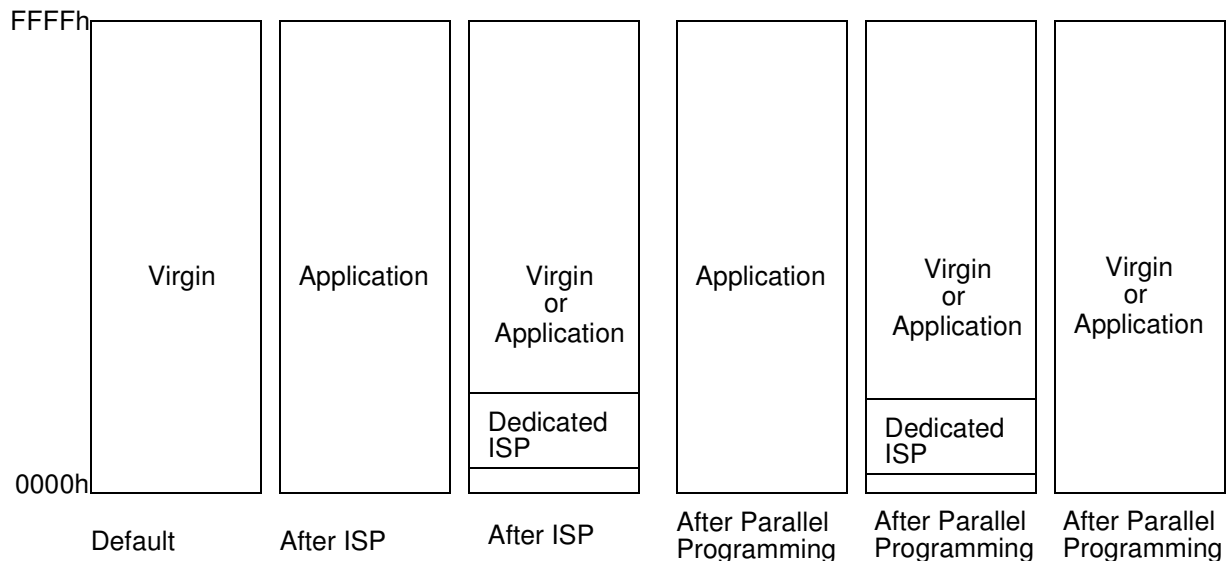 FFFFh
Virgin
Application
Virgin
or
Application
Dedicated
ISP
Application
Virgin
or
Application
Dedicated
ISP
Virgin
or
Application
0000h
Default
After ISP
After ISP
After Parallel
Programming
After Parallel
Programming
After Parallel
Programming